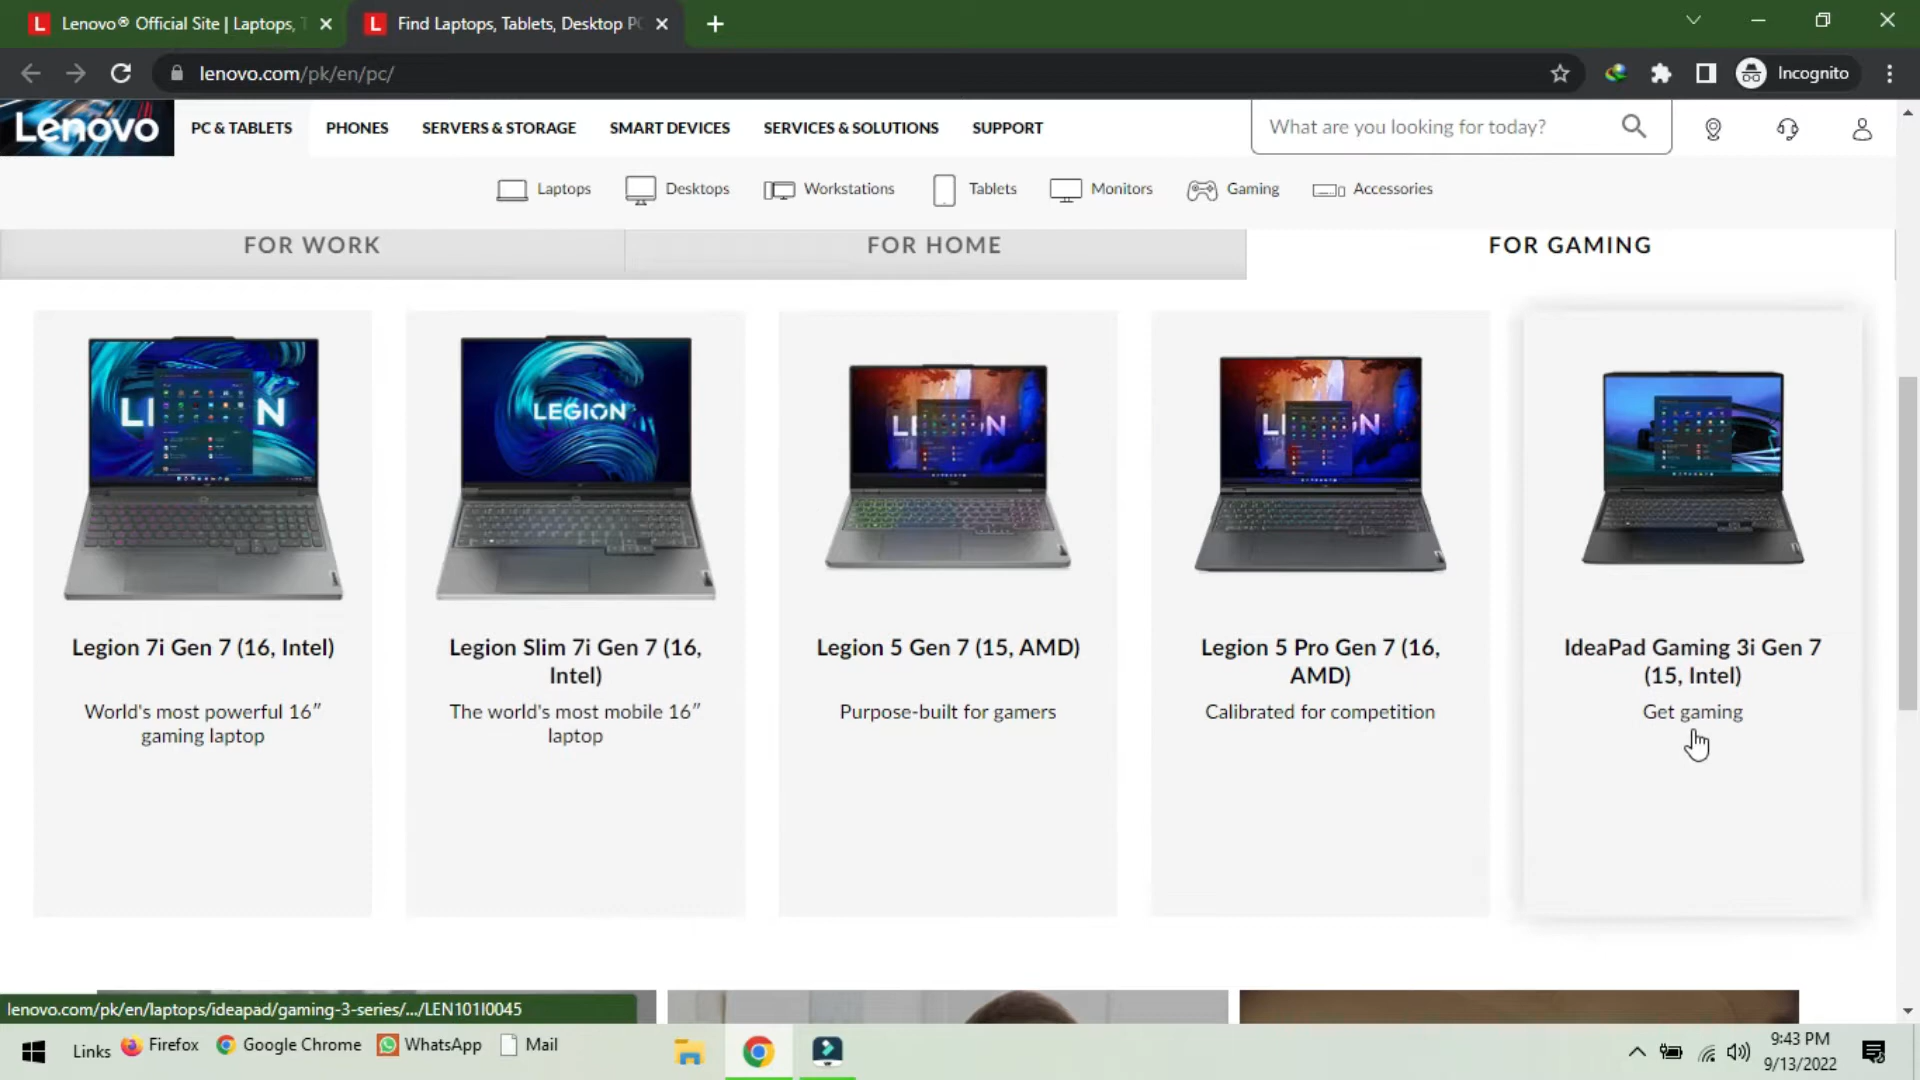 Lenovo® Official Site | Laptops,
Find Laptops, Tablets, Desktop P
lenovo.com/pk/en/pc/
Incognito
Lenovo
PC & TABLETS
PHONES
SERVERS & STORAGE
SMART DEVICES
SERVICES & SOLUTIONS
SUPPORT
What are you looking for today?
Laptops
Desktops
Workstations
Tablets
Monitors
Gaming
Accessories
FOR WORK
FOR HOME
FOR GAMING
LEGION
Legion 7i Gen 7 (16, Intel)
World's most powerful 16”
gaming laptop
Legion Slim 7i Gen 7 (16,
Intel)
The world's most mobile 16”
laptop
Legion 5 Gen 7 (15, AMD)
Purpose-built for gamers
Legion 5 Pro Gen 7 (16,
AMD)
Calibrated for competition
IdeaPad Gaming 3i Gen 7
(15, Intel)
Get gaming
lenovo.com/pk/en/laptops/ideapad/gaming-3-series/.../LEN101I0045
Links
Firefox
Google Chrome
WhatsApp
Mail
9:43 PM
9/13/2022